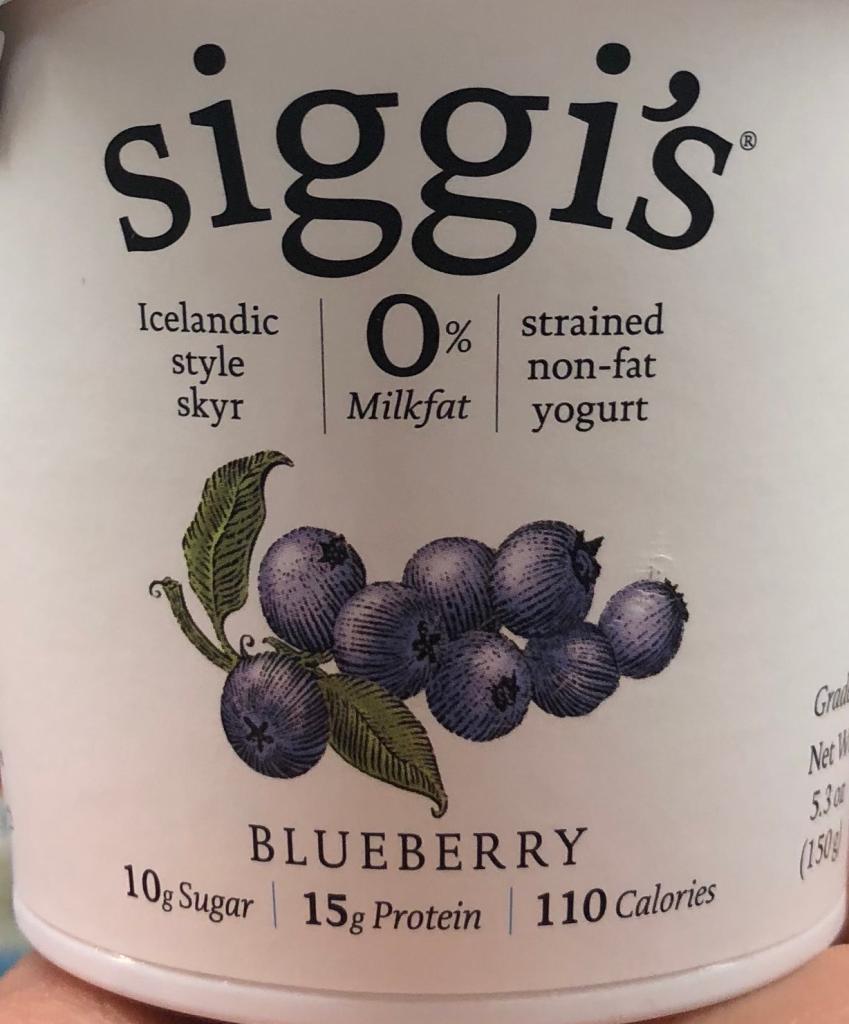 siggi's®
Icelandic
style
skyr
0%
Milkfat
strained
non-fat
yogurt
BLUEBERRY
10g Sugar | 15g Protein | 110 Calories
Net
5.3 oz
(150g)